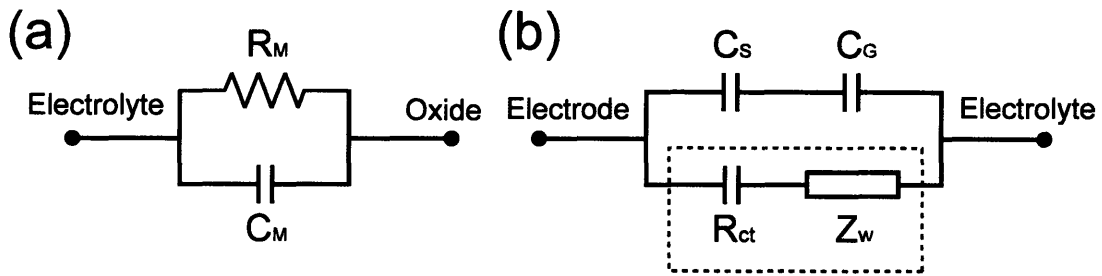 (a)
RM
Electrolyte
Oxide
CM
(b)
CS
CG
Electrode
Electrolyte
Rct
Zw